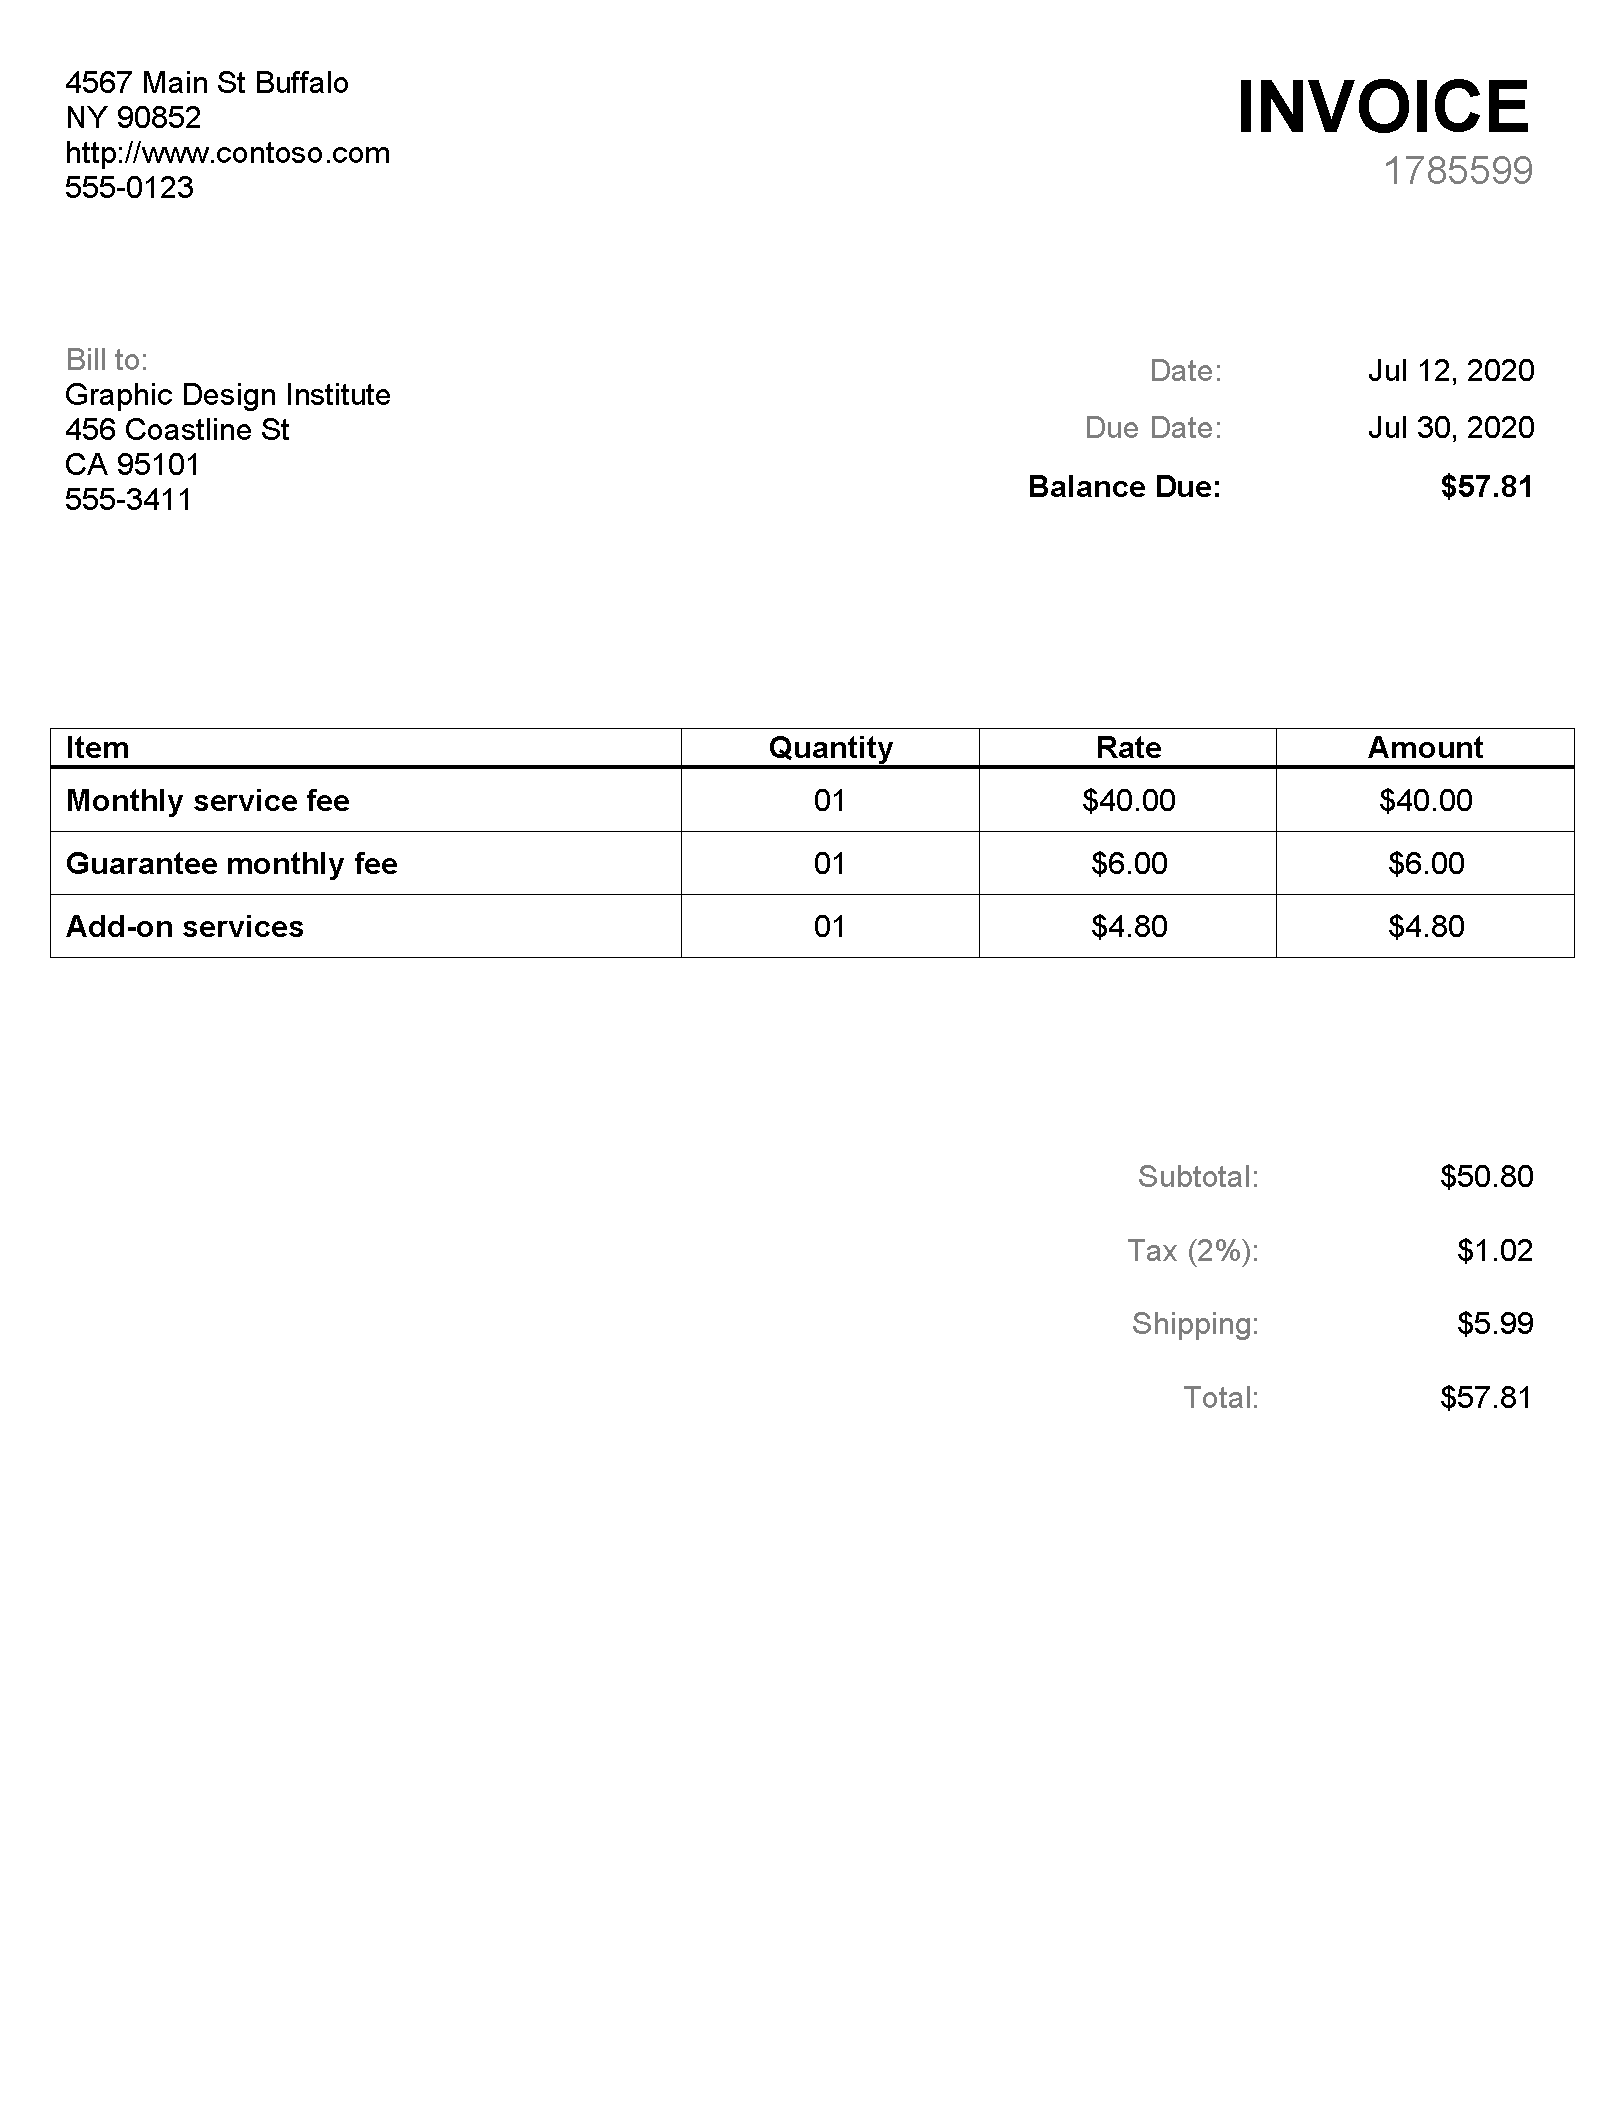 4567 Main St Buffalo
NY 90852
http://www.contoso.com
555-0123
INVOICE
1785599
Bill to:
Graphic Design Institute
456 Coastline St
CA 95101
555-3411
Date: Jul 12, 2020
Due Date: Jul 30, 2020
Balance Due: $57.81
Item Quantity Rate Amount
Monthly service fee 01 $40.00 $40.00
Guarantee monthly fee 01 $6.00 $6.00
Add-on services 01 $4.80 $4.80
Subtotal: $50.80
Tax (2%): $1.02
Shipping: $5.99
Total: $57.81